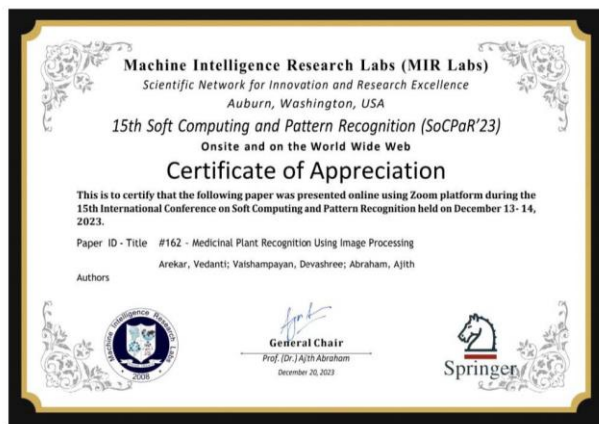 Machine Intelligence Research Labs (MIR Labs)
Scientific Network for Innovation and Research Excellence
Auburn, Washington, USA
15th Soft Computing and Pattern Recognition (SoCPaR'23)
Onsite and on the World Wide Web
Certificate of Appreciation
This is to certify that the following paper was presented online using Zoom platform during the
15th International Conference on Soft Computing and Pattern Recognition held on December 13- 14,
2023.
Paper ID - Title #162 - Medicinal Plant Recognition Using Image Processing
Arekar, Vedanti; Vaishampayan, Devashree; Abraham, Ajith
Authors
Machine Intelligence Research Labs
2008
General Chair
Prof. (Dr.) Ajith Abraham
December 20, 2023
Springer